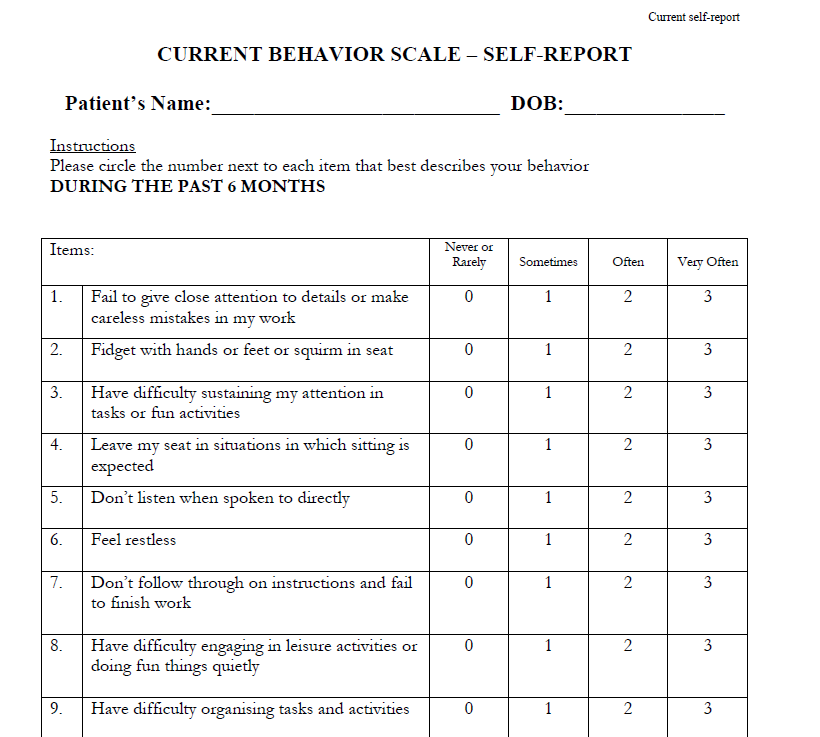 Current self-report
CURRENT BEHAVIOR SCALE – SELF-REPORT
Patient’s Name:___________________________ DOB:_______________
Instructions
Please circle the number next to each item that best describes your behavior
DURING THE PAST 6 MONTHS
Items: Never or Rarely Sometimes Often Very Often
1. Fail to give close attention to details or make 0 1 2 3
careless mistakes in my work
2. Fidget with hands or feet or squirm in seat 0 1 2 3
3. Have difficulty sustaining my attention in 0 1 2 3
tasks or fun activities
4. Leave my seat in situations in which sitting is 0 1 2 3
expected
5. Don’t listen when spoken to directly 0 1 2 3
6. Feel restless 0 1 2 3
7. Don’t follow through on instructions and fail 0 1 2 3
to finish work
8. Have difficulty engaging in leisure activities or 0 1 2 3
doing fun things quietly
9. Have difficulty organising tasks and activities 0 1 2 3